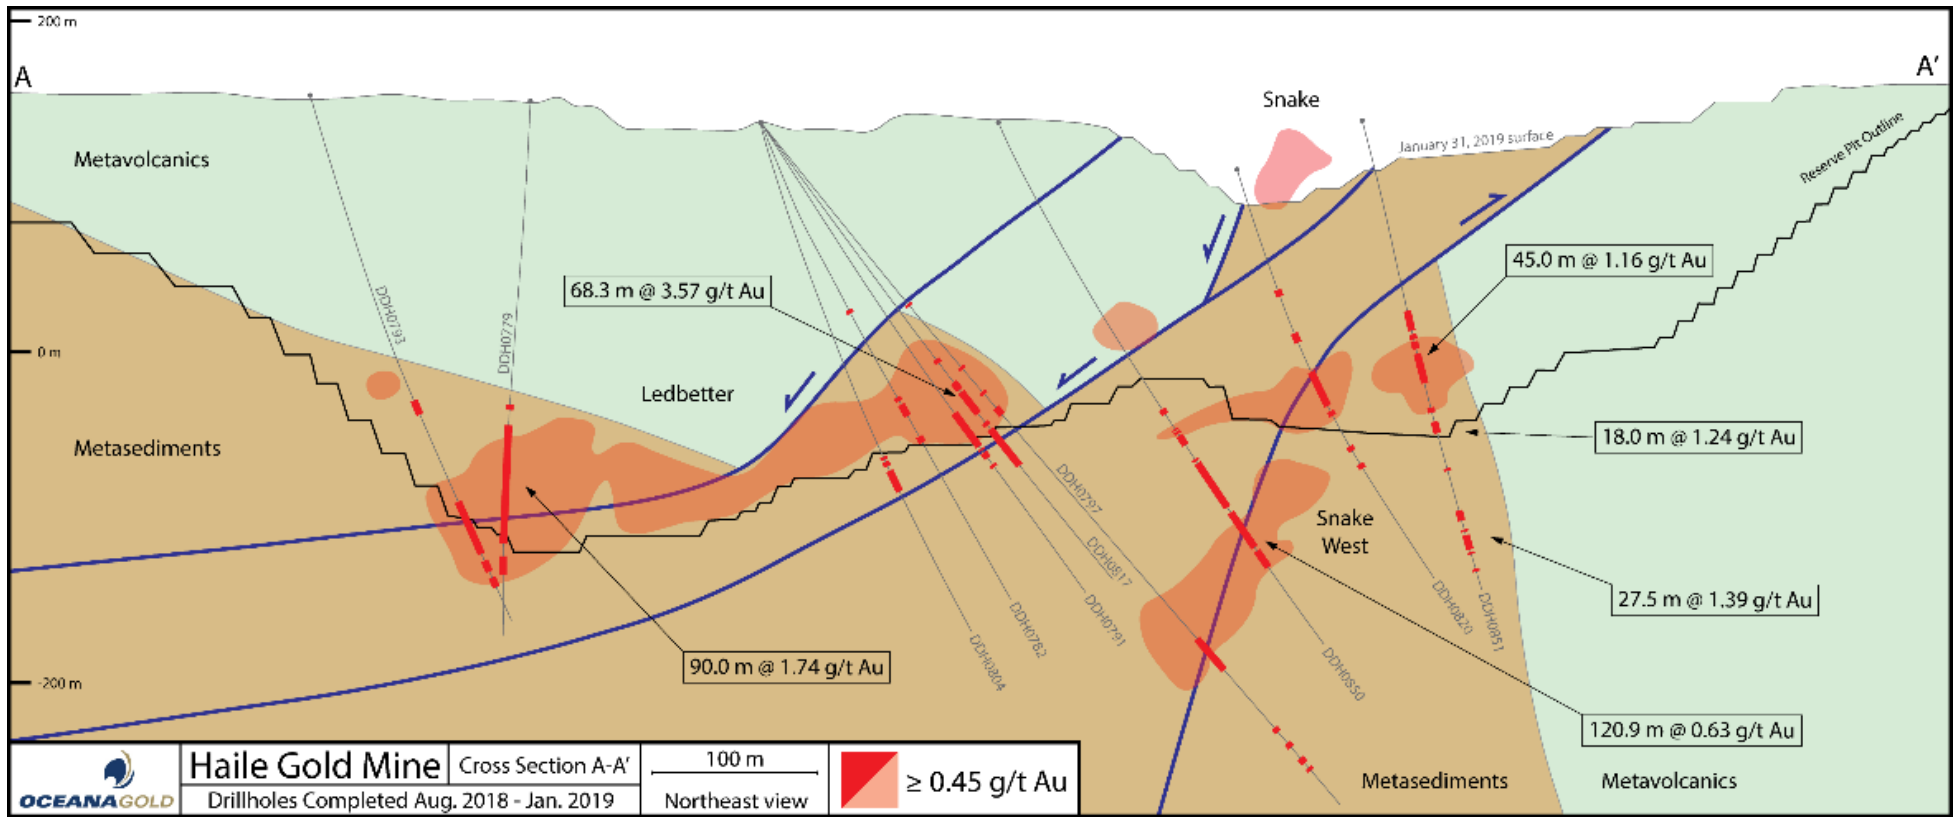 200 m
A
A'
Snake
January 31, 2019 surface
Reserve Pit Outline
Metavolcanics
45.0 m @ 1.16 g/t Au
68.3 m @ 3.57 g/t Au
DDH0793
DDH0779
0 m
Ledbetter
18.0 m @ 1.24 g/t Au
Metasediments
DDH0797
Snake
West
DDH0817
27.5 m @ 1.39 g/t Au
DDH0804
DDH0782
DDH0791
DDH0850
DDH0820
DDH0851
90.0 m @ 1.74 g/t Au
-200 m
120.9 m @ 0.63 g/t Au
Metasediments
Metavolcanics
OCEANAGOLD
Haile Gold Mine
Cross Section A-A'
Drillholes Completed Aug. 2018 - Jan. 2019
100 m
Northeast view
≥ 0.45 g/t Au